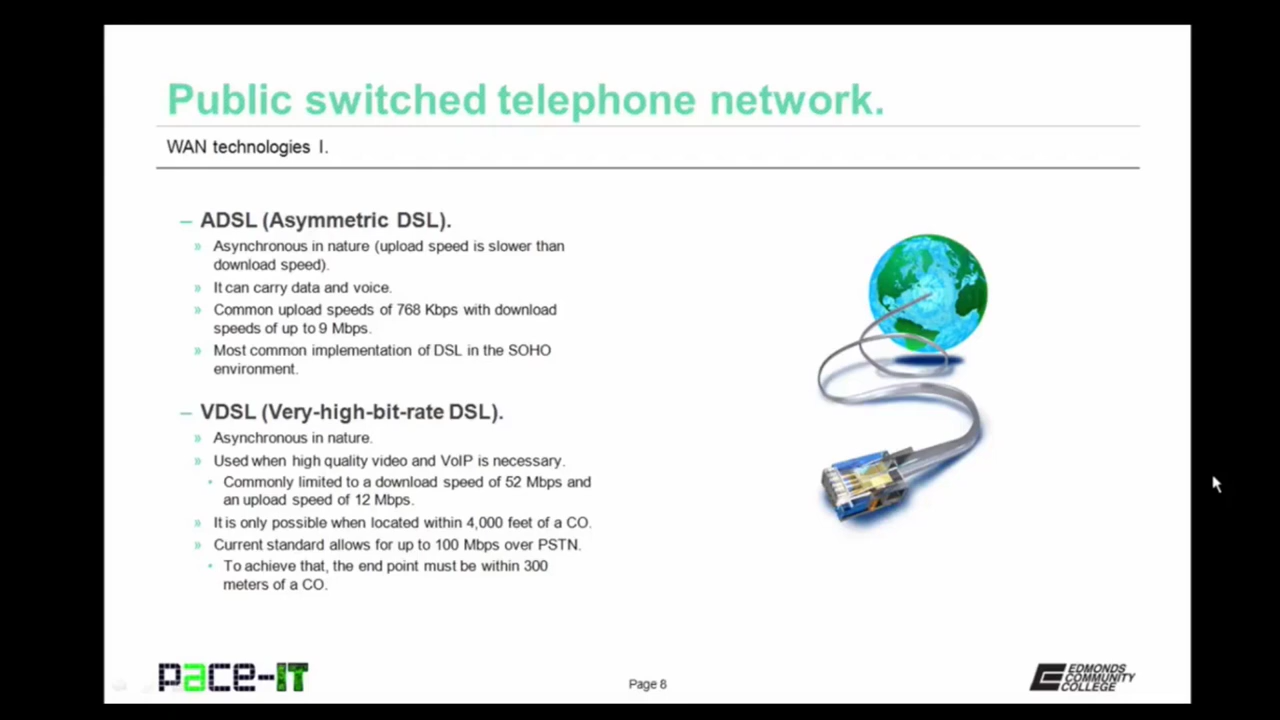 Public switched telephone network.
WAN technologies I.
– ADSL (Asymmetric DSL).
» Asynchronous in nature (upload speed is slower than
download speed).
» It can carry data and voice.
» Common upload speeds of 768 Kbps with download
speeds of up to 9 Mbps.
» Most common implementation of DSL in the SOHO
environment.
– VDSL (Very-high-bit-rate DSL).
» Asynchronous in nature.
» Used when high quality video and VoIP is necessary.
• Commonly limited to a download speed of 52 Mbps and
an upload speed of 12 Mbps.
» It is only possible when located within 4,000 feet of a CO.
» Current standard allows for up to 100 Mbps over PSTN.
• To achieve that, the end point must be within 300
meters of a CO.
pace-IT
Page 8
EDMONDS
COMMUNITY
COLLEGE